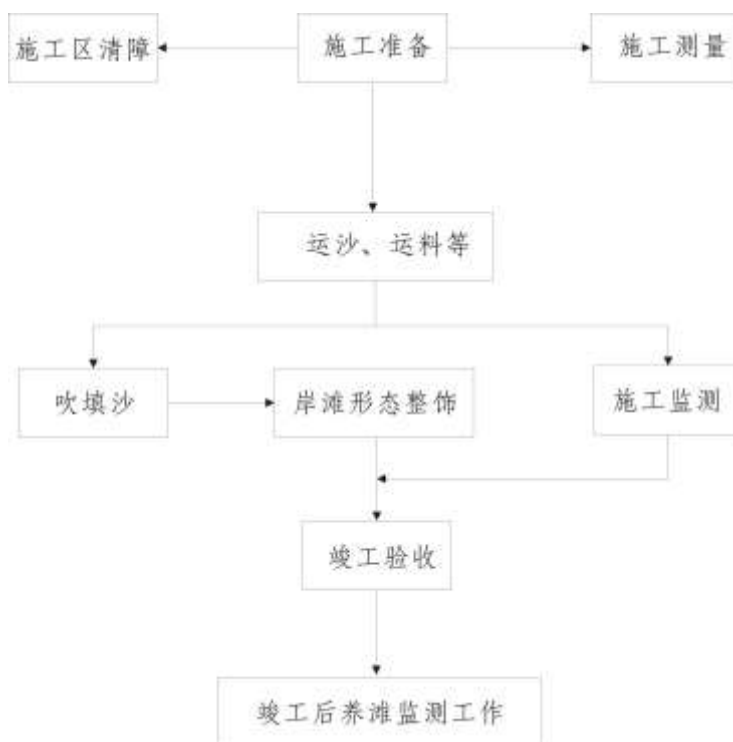 施工区清障
施工准备
施工测量
运沙、运料等
吹填沙
岸滩形态整饰
施工监测
竣工验收
竣工后养滩监测工作